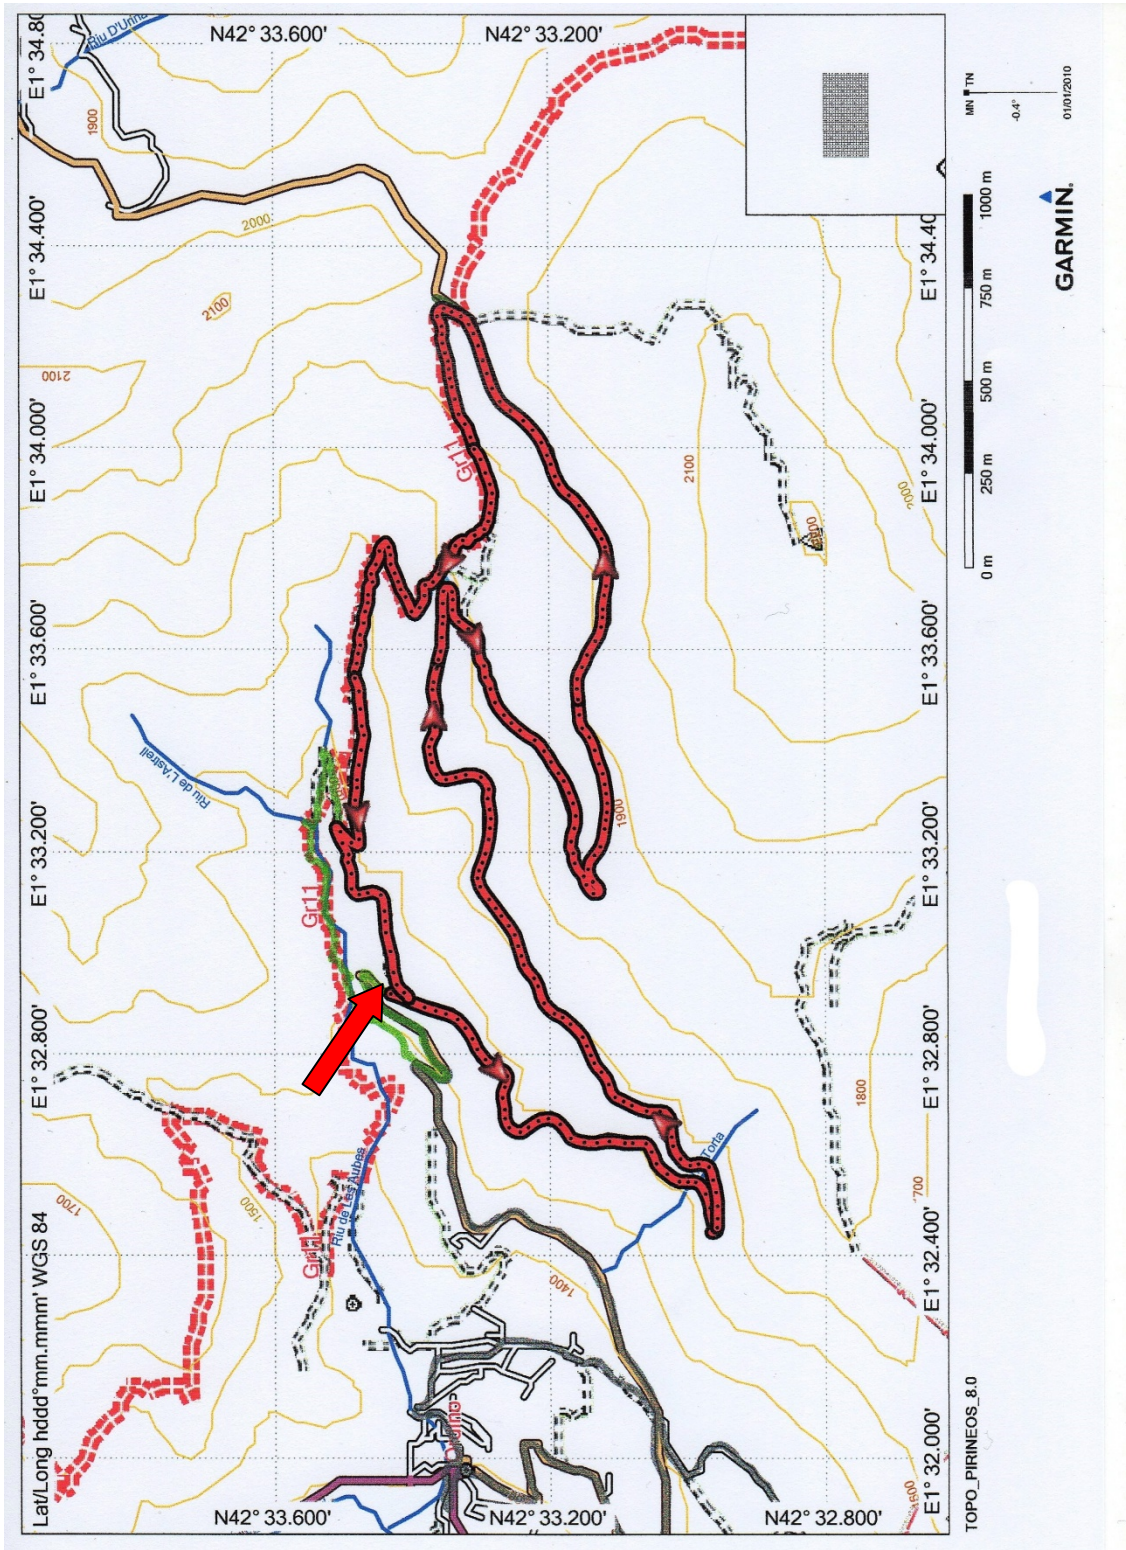 Lat/Long hddd°mm.mmm' WGS 84
E1° 32.000'
E1° 32.400'
E1° 32.800'
E1° 33.200'
E1° 33.600'
E1° 34.000'
E1° 34.400'
E1° 34.80
N42° 33.600'
N42° 33.600'
N42° 33.200'
N42° 33.200'
N42° 32.800'
E1° 32.000'
E1° 32.400'
E1° 32.800'
E1° 33.200'
E1° 33.600'
E1° 34.000'
E1° 34.40
Riu D'Urina
1900
2000
2100
2100
Gr11
2100
2000
Riu de L'Astrell
Gr11
1900
1800
1700
1500
Gr11
Riu de Les Aubes
Torta
1400
700
1600
TOPO_PIRINEOS_8.0
0 m
250 m
500 m
750 m
1000 m
MN TN
-0.4°
01/01/2010
GARMIN.